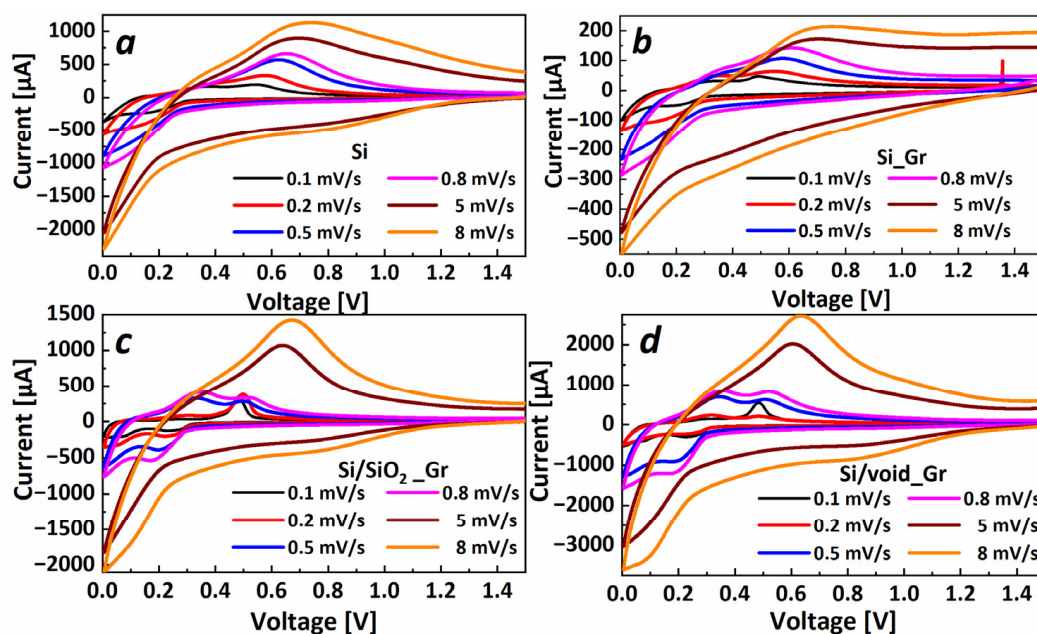 a
Current [µA]
1000
500
0
−500
−1000
−1500
−2000
Si
0.1 mV/s
0.8 mV/s
0.2 mV/s
5 mV/s
0.5 mV/s
8 mV/s
0.0 0.2 0.4 0.6 0.8 1.0 1.2 1.4
Voltage [V]
b
Current [µA]
400
300
200
100
0
−100
−200
−300
−400
−500
Si_Gr
0.1 mV/s
0.8 mV/s
0.2 mV/s
5 mV/s
0.5 mV/s
8 mV/s
0.0 0.2 0.4 0.6 0.8 1.0 1.2 1.4
Voltage [V]
c
Current [µA]
1500
1000
500
0
−500
−1000
−1500
−2000
Si/SiO2_Gr
0.1 mV/s
0.8 mV/s
0.2 mV/s
5 mV/s
0.5 mV/s
8 mV/s
0.0 0.2 0.4 0.6 0.8 1.0 1.2 1.4
Voltage [V]
d
Current [µA]
2000
1000
0
−1000
−2000
−3000
Si/void_Gr
0.1 mV/s
0.8 mV/s
0.2 mV/s
5 mV/s
0.5 mV/s
8 mV/s
0.0 0.2 0.4 0.6 0.8 1.0 1.2 1.4
Voltage [V]